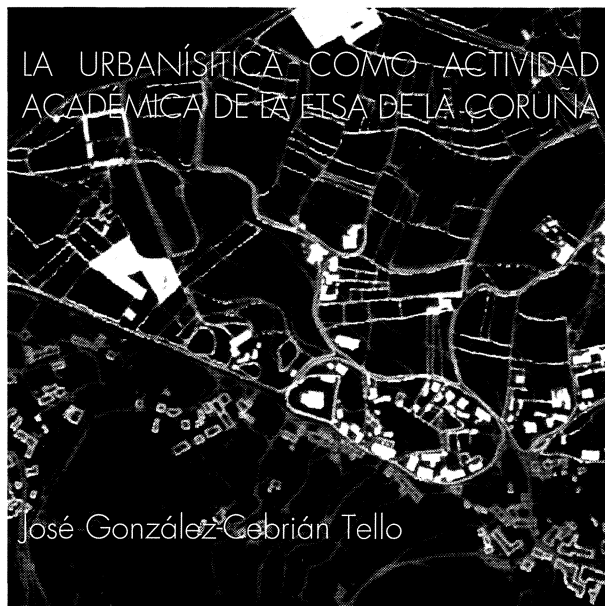 LA URBANÍSITICA COMO ACTIVIDAD
ACADÉMICA DE LA ETSA DE LA CORUÑA
José González-Cebrián Tello